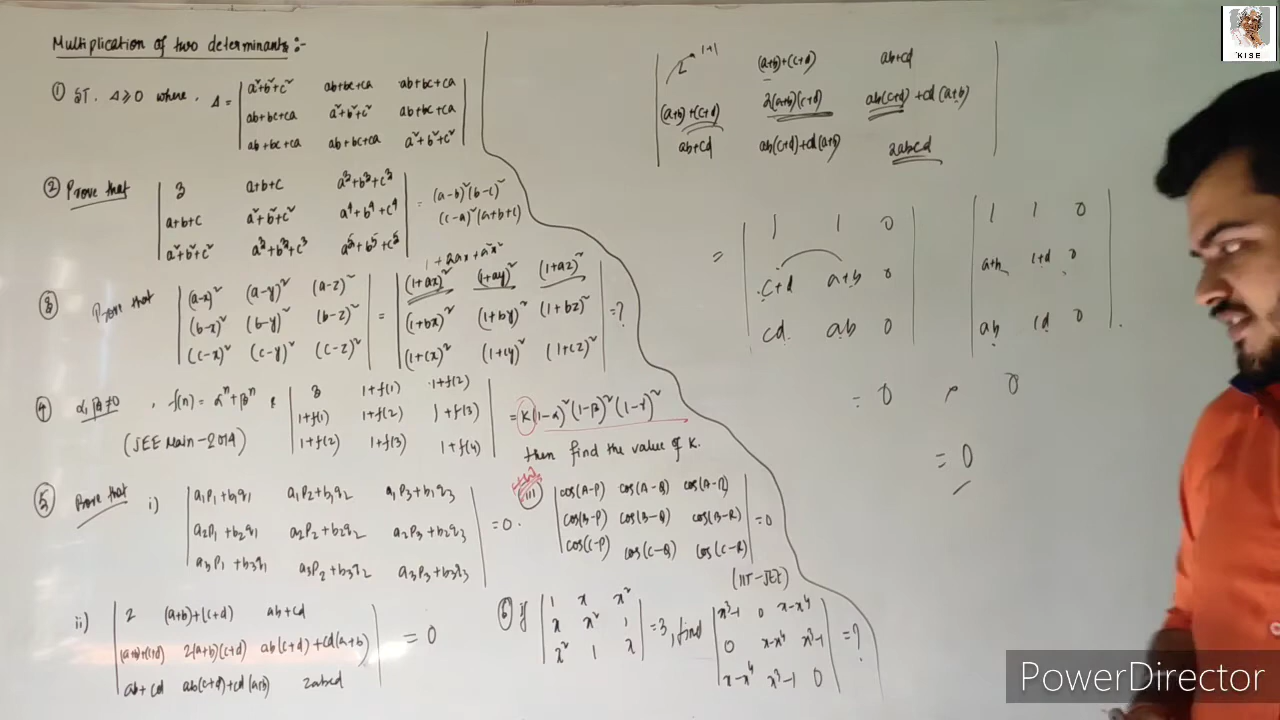 Multiplication of two determinants :-
① S.T. Δ ≥ 0 where, Δ = | a²+b²+c² ab+bc+ca ab+bc+ca |
| ab+bc+ca a²+b²+c² ab+bc+ca |
| ab+bc+ca ab+bc+ca a²+b²+c² |
② Prove that | 3 a+b+c a³+b³+c³ | = (a-b)²(b-c)²
| a+b+c a²+b²+c² a⁴+b⁴+c⁴ | (c-a)²(a+b+c)
| a²+b²+c² a³+b³+c³ a⁵+b⁵+c⁵ |
1+2ax+a²x²
③ Prove that | (a-x)² (a-y)² (a-z)² | = | (1+ax)² (1+ay)² (1+az)² | = ?
| (b-x)² (b-y)² (b-z)² | | (1+bx)² (1+by)² (1+bz)² |
| (c-x)² (c-y)² (c-z)² | | (1+cx)² (1+cy)² (1+cz)² |
④ α,β≠0 , f(n) = αⁿ+βⁿ & | 3 1+f(1) 1+f(2) | = K(1-α)²(1-β)²(1-γ)²
(JEE Main-2014) | 1+f(1) 1+f(2) 1+f(3) |
| 1+f(2) 1+f(3) 1+f(4) | then find the value of K.
⑤ Prove that i) | a₁p₁+b₁q₁ a₁p₂+b₁q₂ a₁p₃+b₁q₃ | = 0.
| a₂p₁+b₂q₁ a₂p₂+b₂q₂ a₂p₃+b₂q₃ |
| a₃p₁+b₃q₁ a₃p₂+b₃q₂ a₃p₃+b₃q₃ |
ii) | 2 (a+b)+(c+d) ab+cd | = 0
| (a+b)+(c+d) 2(a+b)(c+d) ab(c+d)+cd(a+b) |
| ab+cd ab(c+d)+cd(a+b) 2abcd |
(iii) | cos(A-P) cos(A-Q) cos(A-R) | = 0
| cos(B-P) cos(B-Q) cos(B-R) |
| cos(C-P) cos(C-Q) cos(C-R) |
(IIT-JEE)
⑥ If | 1 x x² | = 3, find | x³-1 0 x-x⁴ | = ?
| x x² 1 | | 0 x-x⁴ x³-1 |
| x² 1 x | | x-x⁴ x³-1 0 |
1+1
| 2 (a+b)+(c+d) ab+cd |
| (a+b)+(c+d) 2(a+b)(c+d) ab(c+d)+cd(a+b) |
| ab+cd ab(c+d)+cd(a+b) 2abcd |
= | 1 1 0 | | 1 1 0 |
| c+d a+b 0 | | a+b c+d 0 |
| cd ab 0 | | ab cd 0 |.
= 0 0
= 0
KISE
PowerDirector